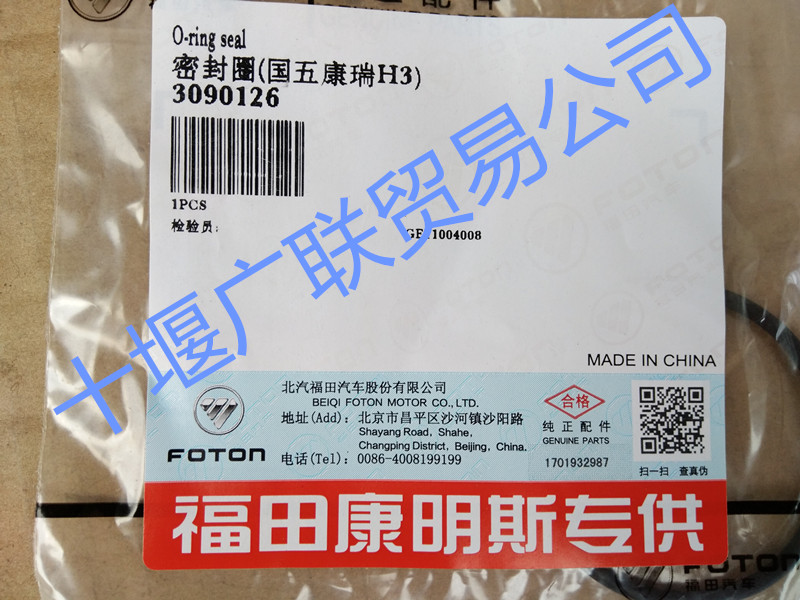 O-ring seal
密封圈(国五康瑞H3)
3090126
1PCS
检验员:
1004008
十堰广联贸易公司
MADE IN CHINA
FOTON
北汽福田汽车股份有限公司
BEIQI FOTON MOTOR CO., LTD.
地址(Add): 北京市昌平区沙河镇沙阳路
Shayang Road, Shahe,
Changping District, Beijing, China.
电话(Tel): 0086-4008199199
合格
纯正配件
GENUINE PARTS
1701932987
扫一扫 查真伪
福田康明斯专供
FOTON
福田汽车